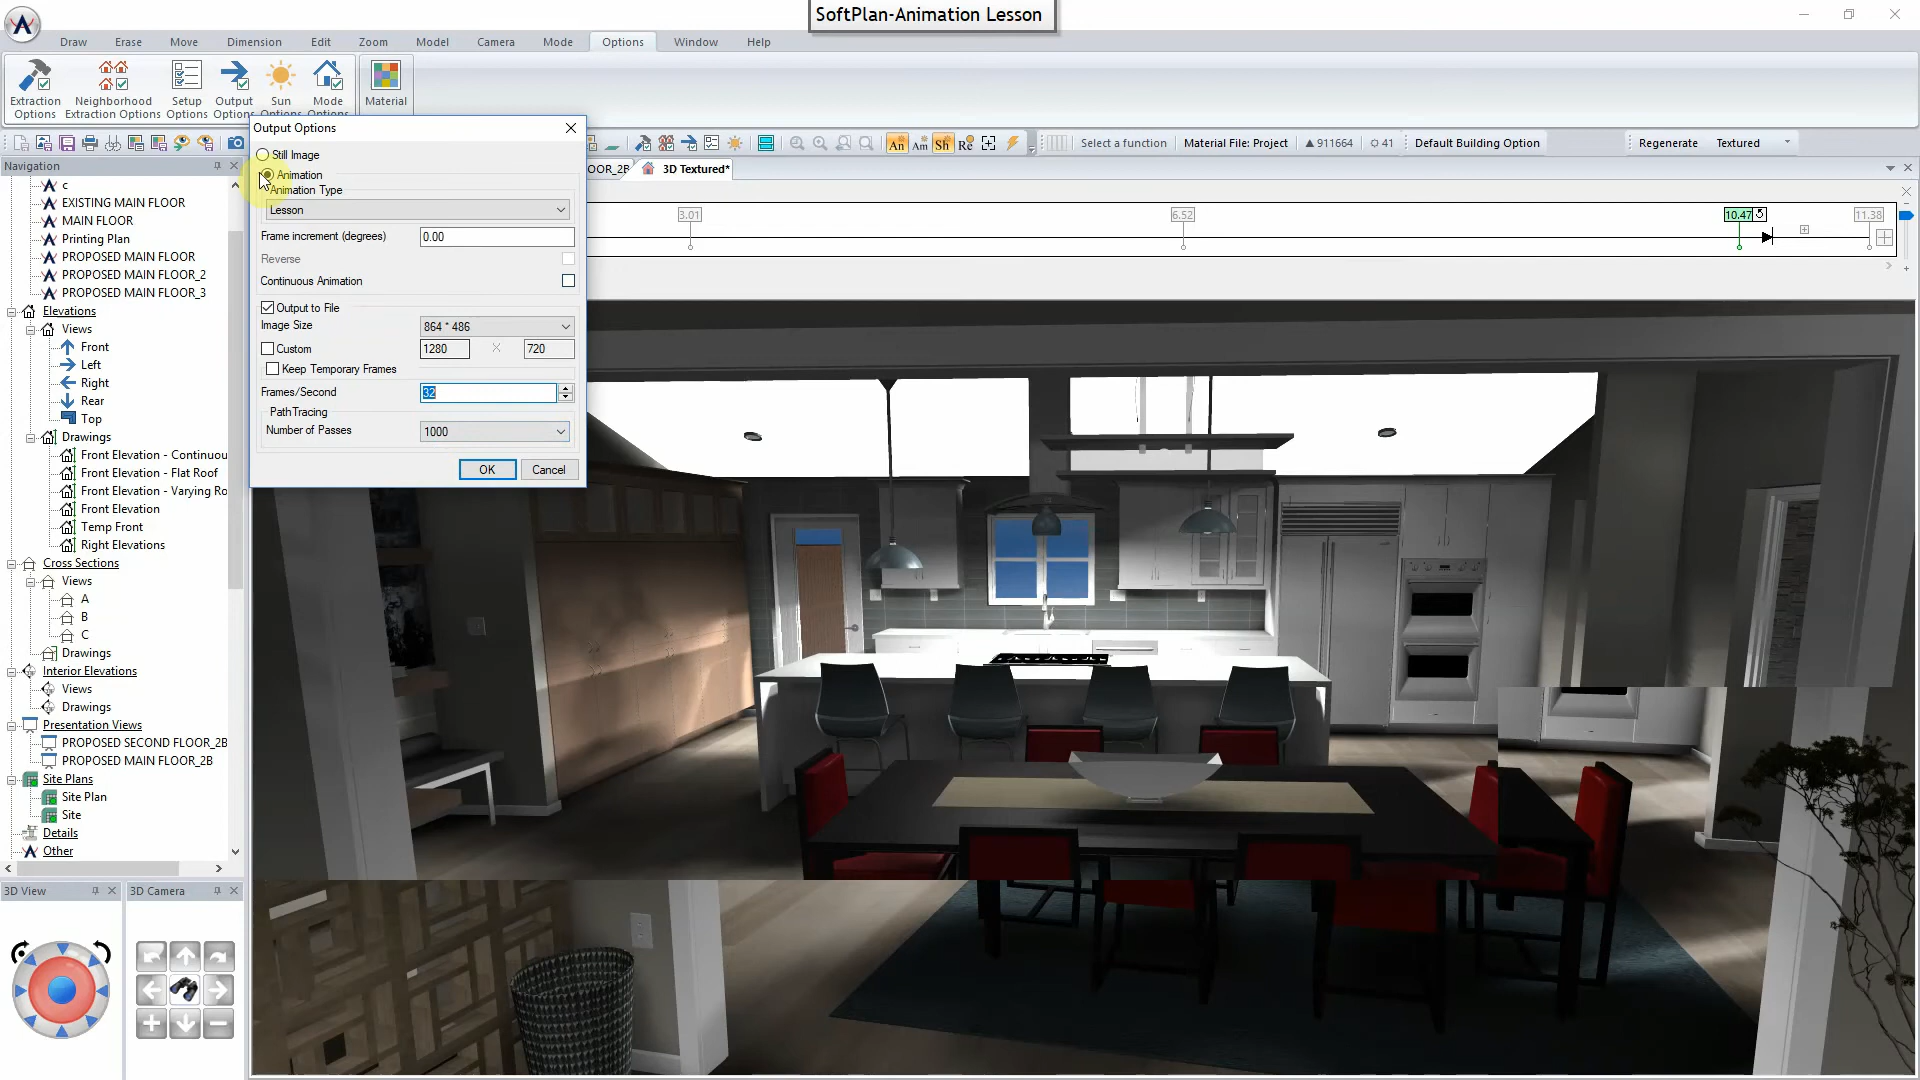 SoftPlan-Animation Lesson
Draw Erase Move Dimension Edit Zoom Model Camera Mode Options Window Help
Extraction Options
Neighborhood Extraction Options
Setup Options
Output Options
Sun Options
Mode Options
Material
An Am Sh Re
Select a function
Material File: Project
911664
41
Default Building Option
Regenerate
Textured
Navigation
OOR_2B
3D Textured*
c
EXISTING MAIN FLOOR
MAIN FLOOR
Printing Plan
PROPOSED MAIN FLOOR
PROPOSED MAIN FLOOR_2
PROPOSED MAIN FLOOR_3
Elevations
Views
Front
Left
Right
Rear
Top
Drawings
Front Elevation - Continuou
Front Elevation - Flat Roof
Front Elevation - Varying Ro
Front Elevation
Temp Front
Right Elevations
Cross Sections
Views
A
B
C
Drawings
Interior Elevations
Views
Drawings
Presentation Views
PROPOSED SECOND FLOOR_2B
PROPOSED MAIN FLOOR_2B
Site Plans
Site Plan
Site
Details
Other
3D View
3D Camera
Output Options
Still Image
Animation
Animation Type
Lesson
Frame increment (degrees) 0.00
Reverse
Continuous Animation
Output to File
Image Size 864 * 486
Custom 1280 X 720
Keep Temporary Frames
Frames/Second 32
PathTracing
Number of Passes 1000
OK Cancel
3.01 6.52 10.47 11.38